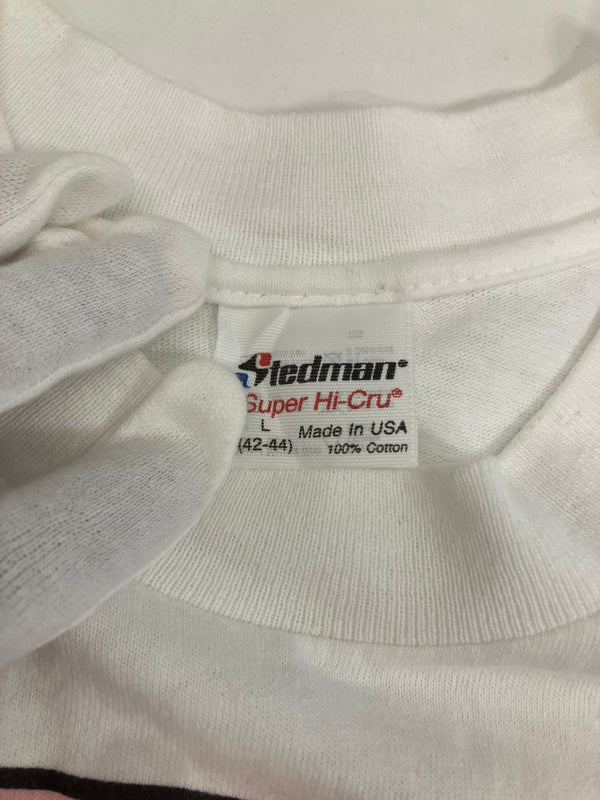 Stedman®
Super Hi-Cru®
L
(42-44)
Made In USA
100% Cotton